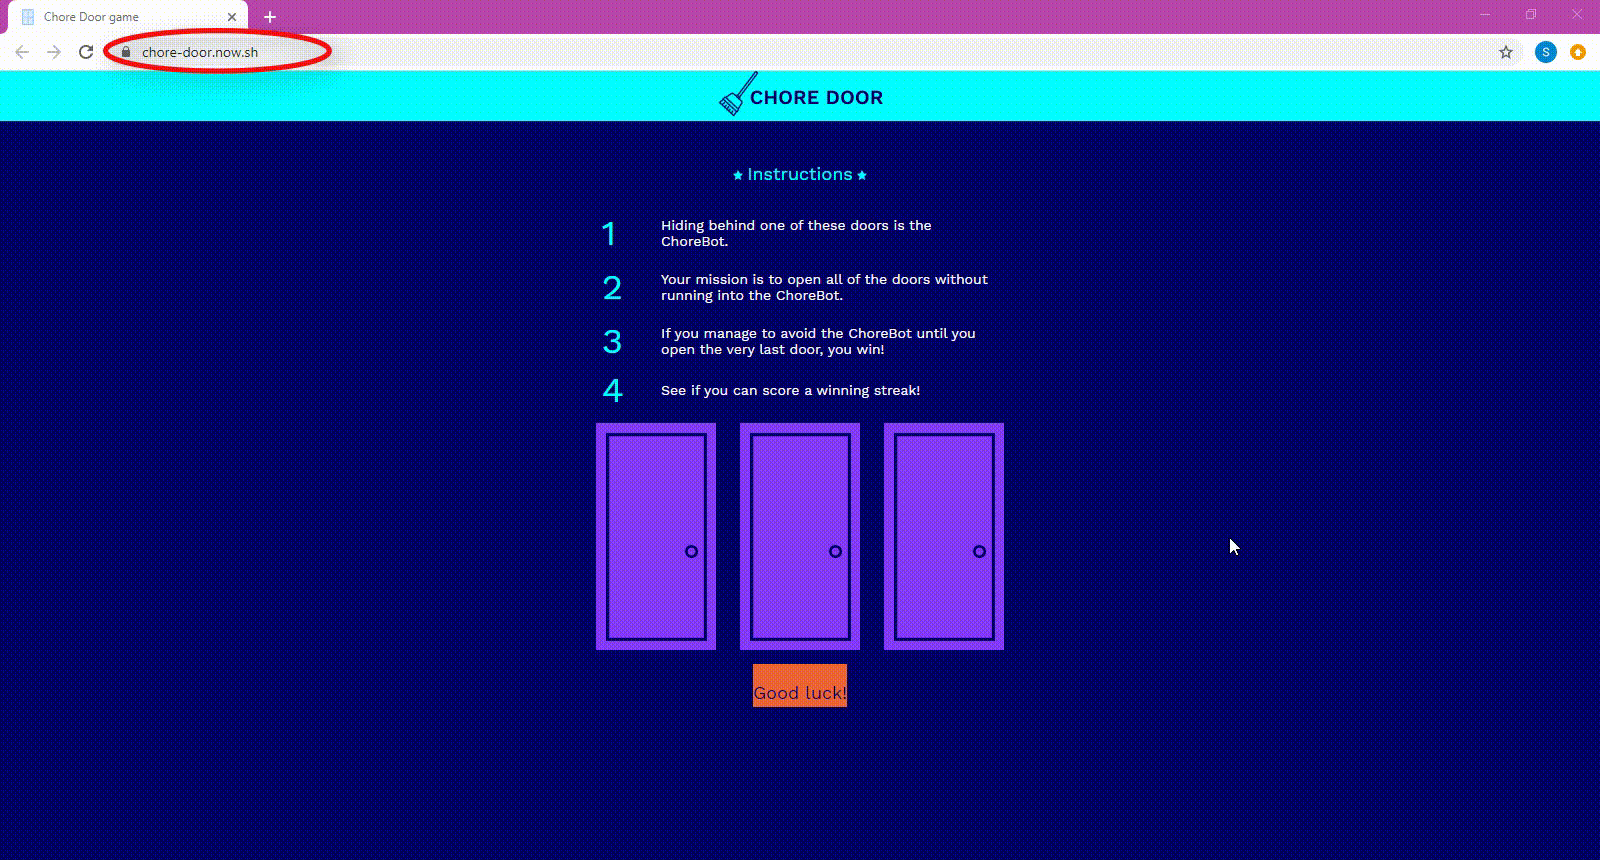 Chore Door game
chore-door.now.sh
S
CHORE DOOR
Instructions
1
Hiding behind one of these doors is the
ChoreBot.
2
Your mission is to open all of the doors without
running into the ChoreBot.
3
If you manage to avoid the ChoreBot until you
open the very last door, you win!
4
See if you can score a winning streak!
Good luck!